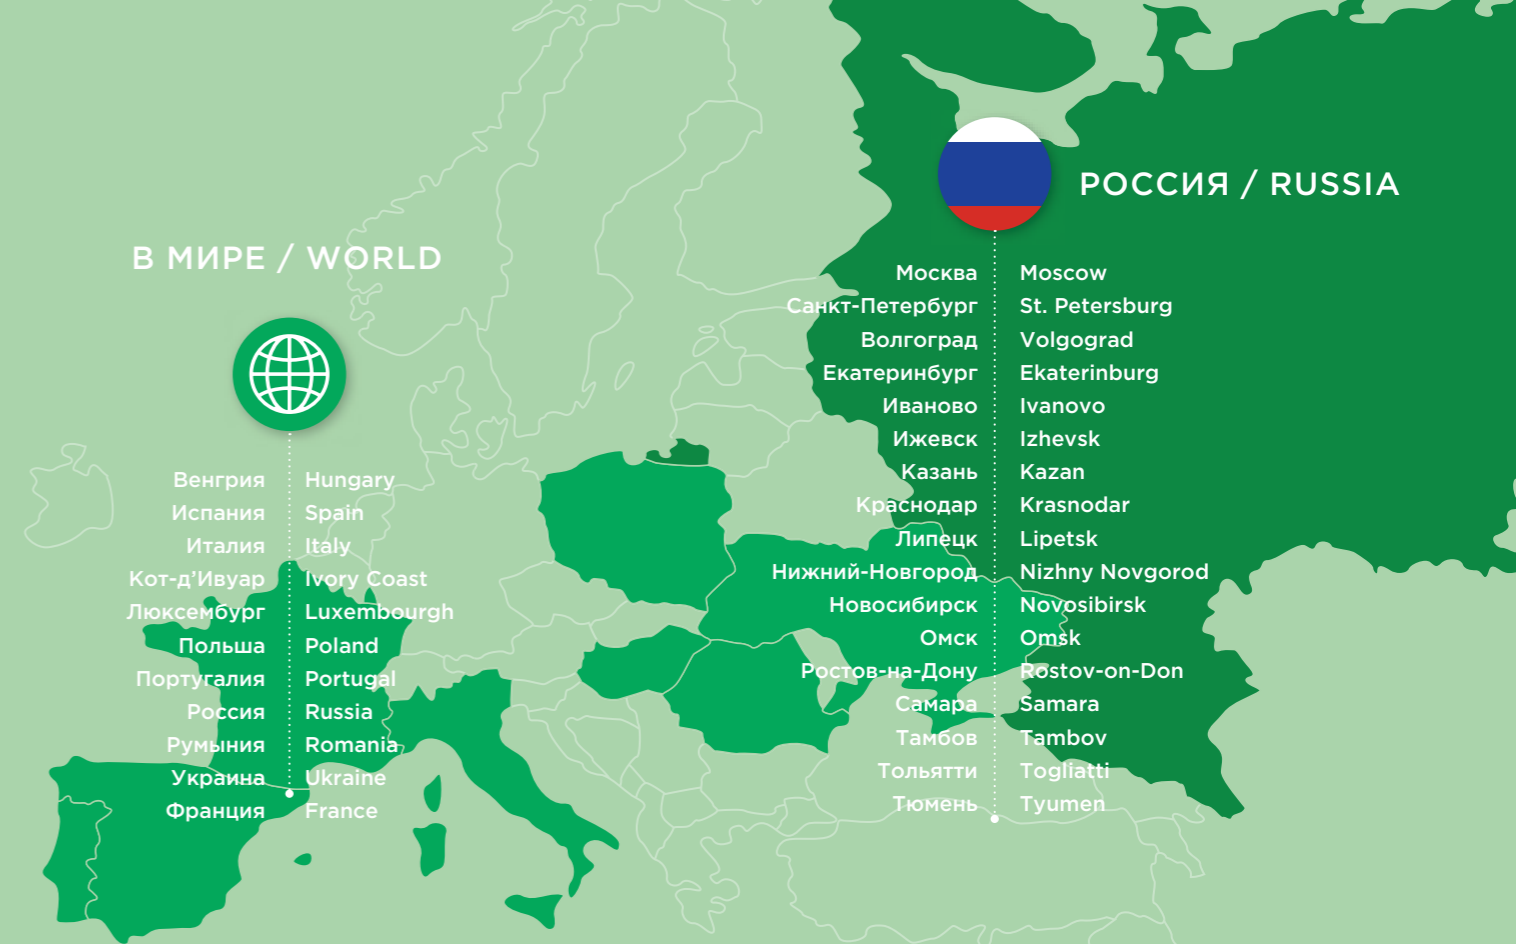 РОССИЯ / RUSSIA
Москва Moscow
Санкт-Петербург St. Petersburg
Волгоград Volgograd
Екатеринбург Ekaterinburg
Иваново Ivanovo
Ижевск Izhevsk
Казань Kazan
Краснодар Krasnodar
Липецк Lipetsk
Нижний-Новгород Nizhny Novgorod
Новосибирск Novosibirsk
Омск Omsk
Ростов-на-Дону Rostov-on-Don
Самара Samara
Тамбов Tambov
Тольятти Togliatti
Тюмень Tyumen
В МИРЕ / WORLD
Венгрия Hungary
Испания Spain
Италия Italy
Кот-д’Ивуар Ivory Coast
Люксембург Luxembourgh
Польша Poland
Португалия Portugal
Россия Russia
Румыния Romania
Украина Ukraine
Франция France